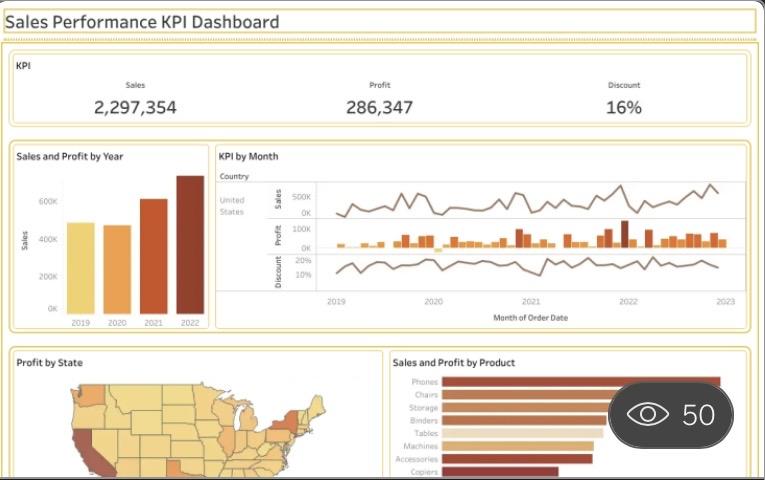 Sales Performance KPI Dashboard
KPI
Sales Profit Discount
2,297,354 286,347 16%
Sales and Profit by Year
Sales
600K
400K
200K
0K
2019 2020 2021 2022
KPI by Month
Country
United
States
Sales
500K
0K
Profit
100K
0K
Discount
20%
10%
2019 2020 2021 2022 2023
Month of Order Date
Profit by State
Sales and Profit by Product
Phones
Chairs
Storage
Binders
Tables
Machines
Accessories
Copiers
50